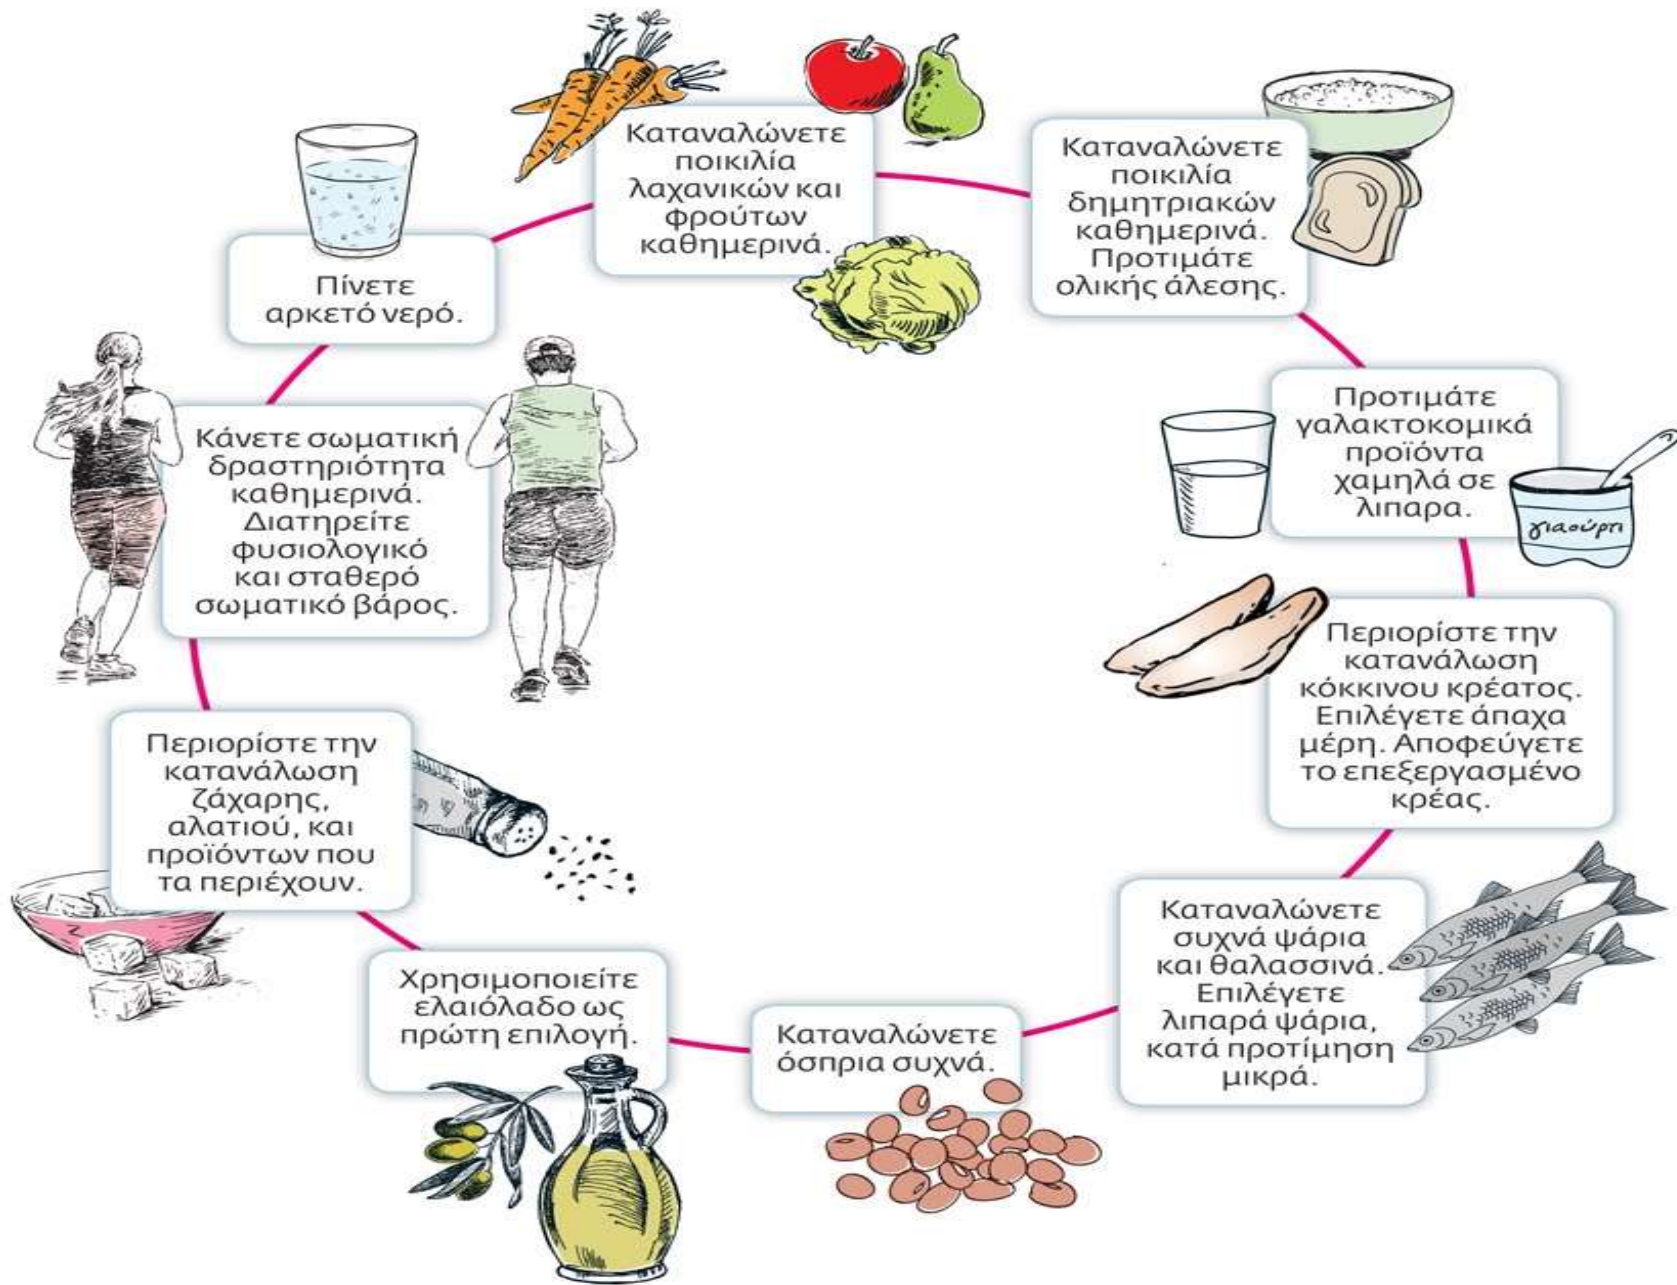 Καταναλώνετε
ποικιλία
λαχανικών και
φρούτων
καθημερινά.
Καταναλώνετε
ποικιλία
δημητριακών
καθημερινά.
Προτιμάτε
ολικής άλεσης.
Προτιμάτε
γαλακτοκομικά
προϊόντα
χαμηλά σε
λιπαρα.
γιαούρτι
Περιορίστε την
κατανάλωση
κόκκινου κρέατος.
Επιλέγετε άπαχα
μέρη. Αποφεύγετε
το επεξεργασμένο
κρέας.
Καταναλώνετε
συχνά ψάρια
και θαλασσινά.
Επιλέγετε
λιπαρά ψάρια,
κατά προτίμηση
μικρά.
Καταναλώνετε
όσπρια συχνά.
Χρησιμοποιείτε
ελαιόλαδο ως
πρώτη επιλογή.
Περιορίστε την
κατανάλωση
ζάχαρης,
αλατιού, και
προϊόντων που
τα περιέχουν.
Κάνετε σωματική
δραστηριότητα
καθημερινά.
Διατηρείτε
φυσιολογικό
και σταθερό
σωματικό βάρος.
Πίνετε
αρκετό νερό.